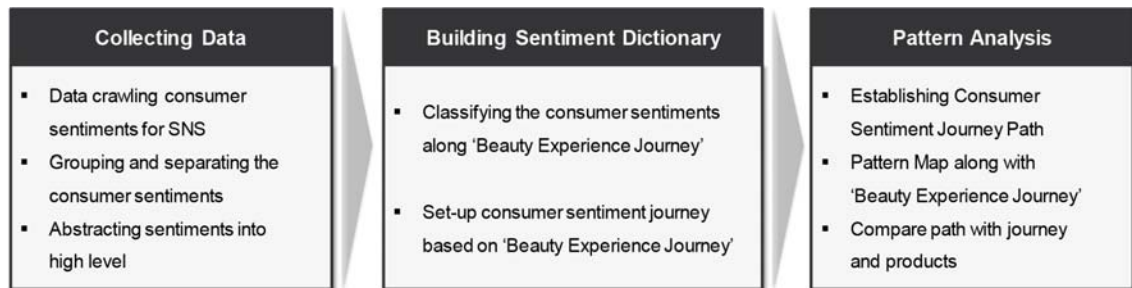 Collecting Data
▪ Data crawling consumer
sentiments for SNS
▪ Grouping and separating the
consumer sentiments
▪ Abstracting sentiments into
high level
Building Sentiment Dictionary
▪ Classifying the consumer sentiments
along ‘Beauty Experience Journey’
▪ Set-up consumer sentiment journey
based on ‘Beauty Experience Journey’
Pattern Analysis
▪ Establishing Consumer
Sentiment Journey Path
▪ Pattern Map along with
‘Beauty Experience Journey’
▪ Compare path with journey
and products